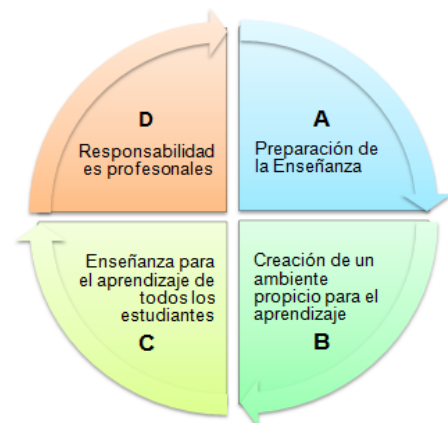 D
Responsabilidad
es profesonales
A
Preparación de
la Enseñanza
Enseñanza para
el aprendizaje de
todos los
estudiantes
C
Creación de un
ambiente
propicio para el
aprendizaje
B